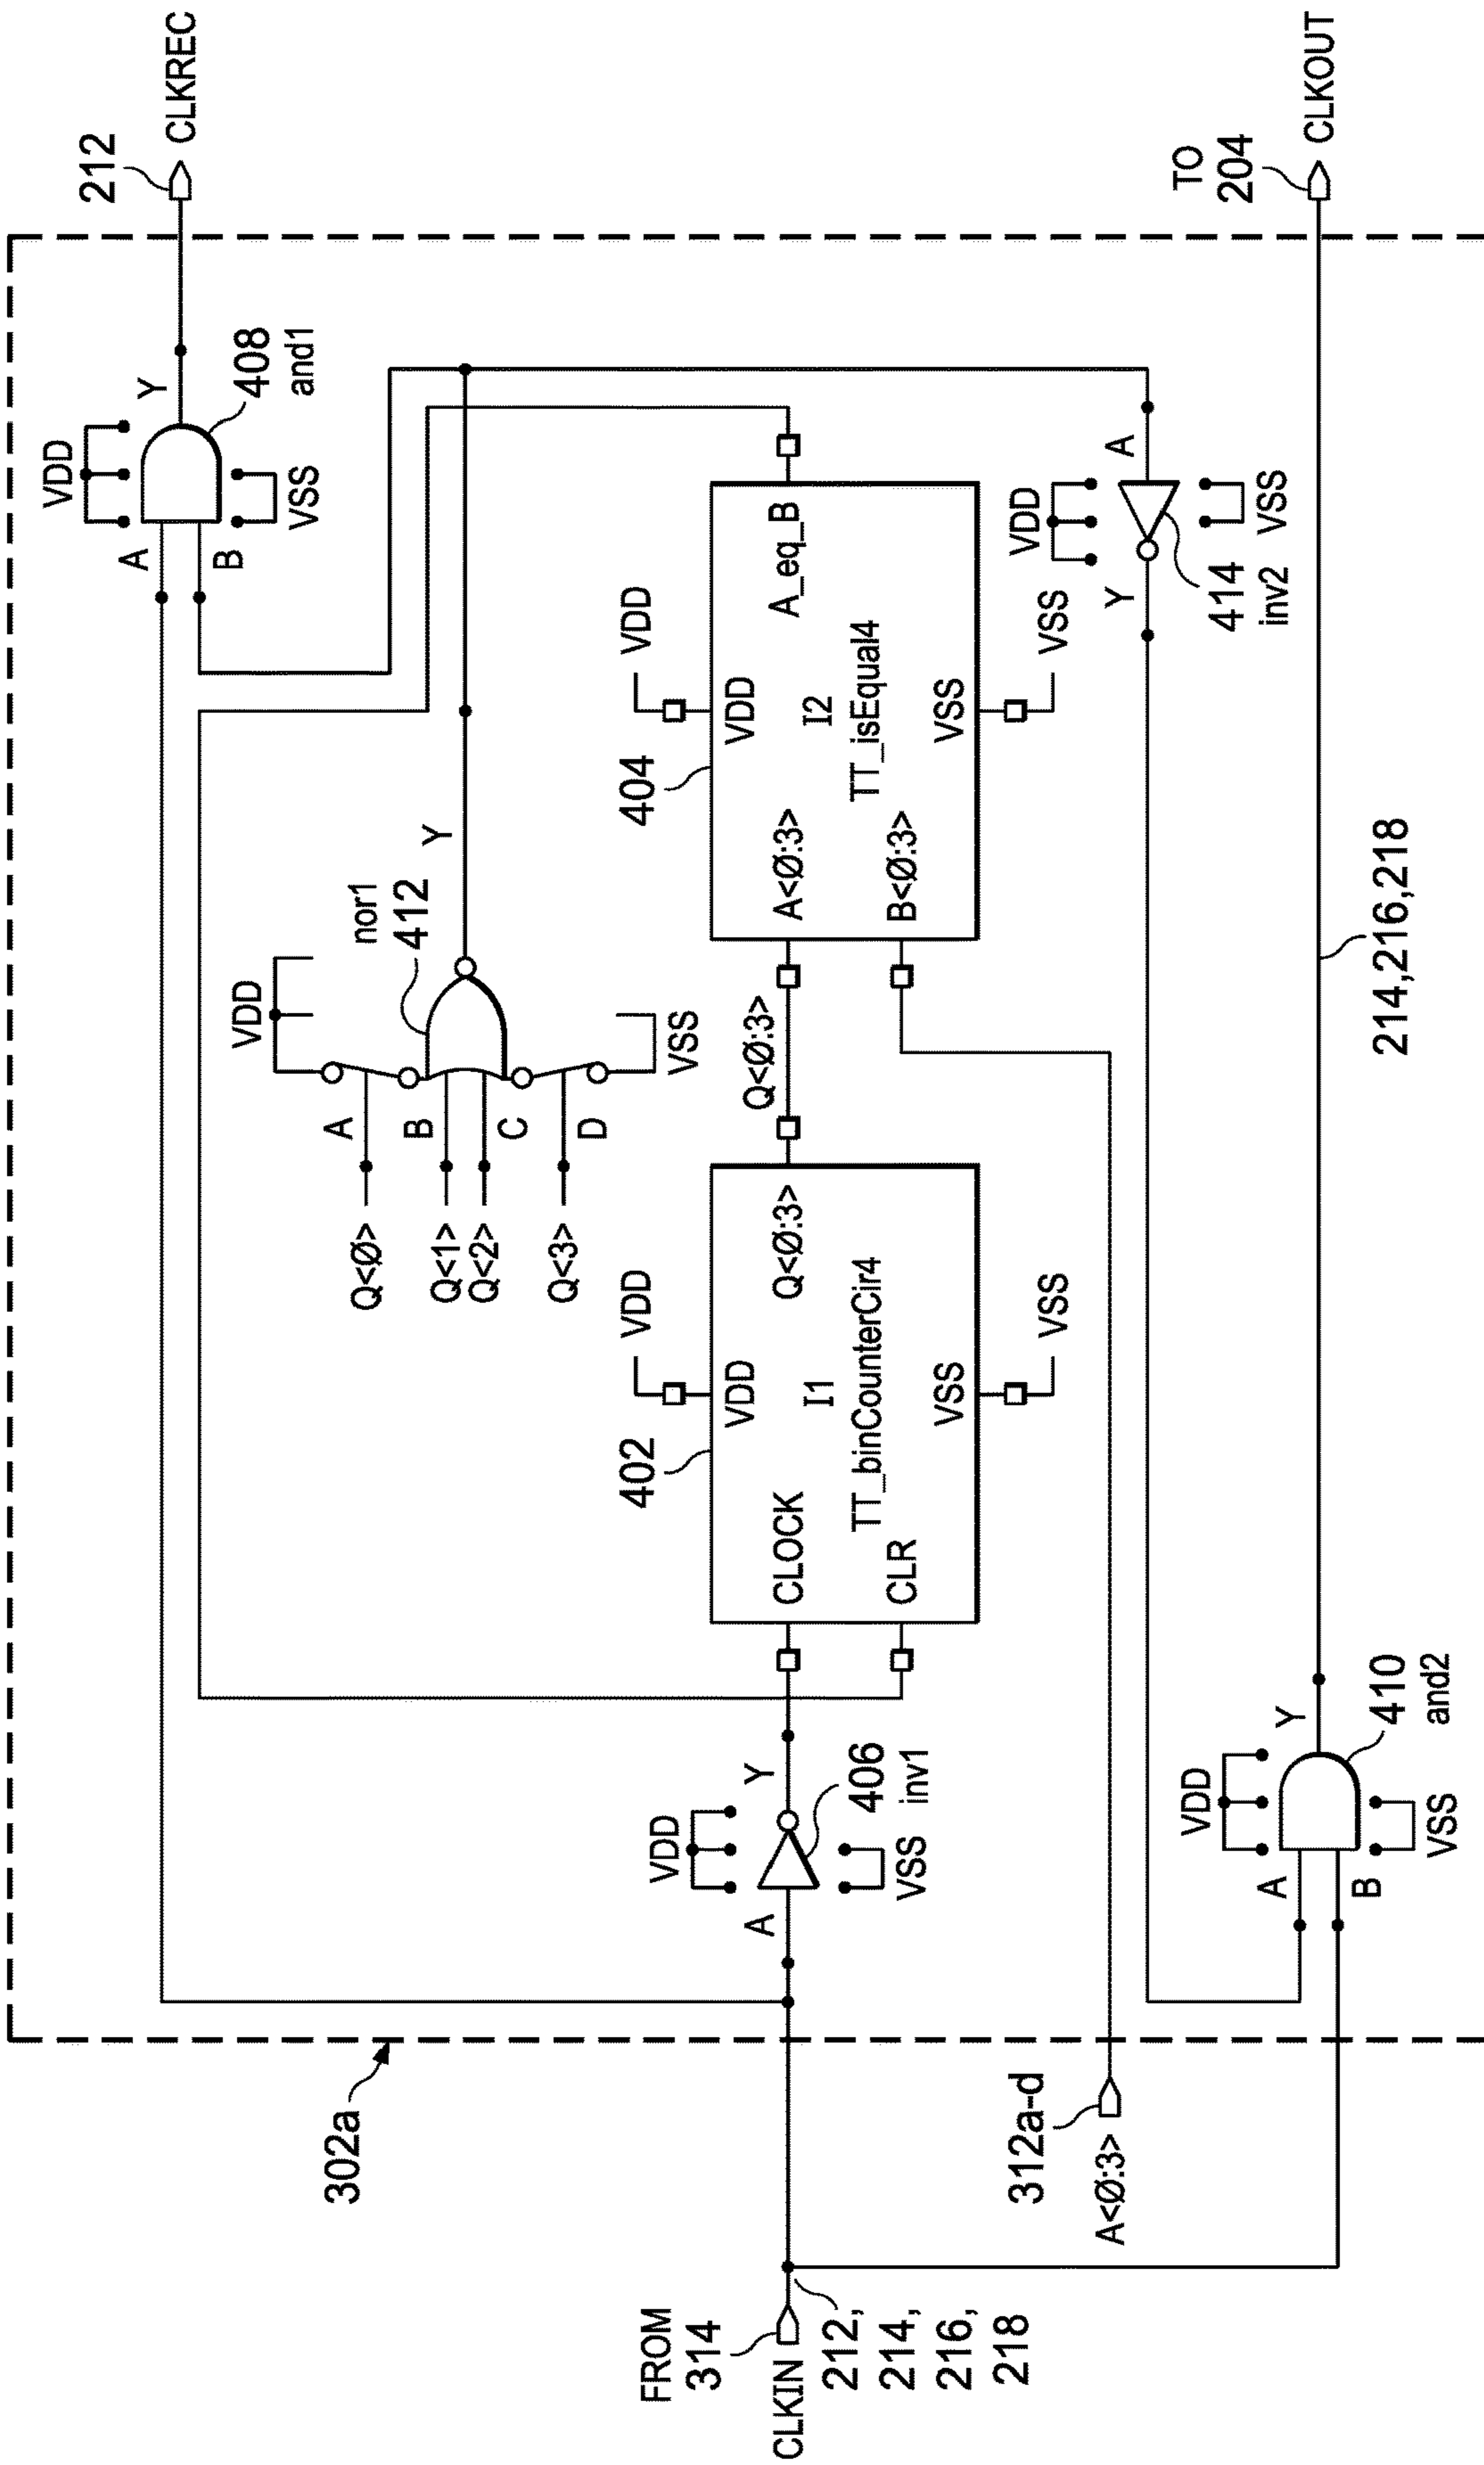 302a
FROM
314
CLKIN
212,
214,
216,
218
312a-d
A<Ø:3>
VDD
A
Y
406
inv1
VSS
402
VDD
VDD
CLOCK
I1
TT_binCounterCir4
CLR
Q<Ø:3>
VSS
VSS
Q<Ø:3>
Q<Ø>
Q<1>
Q<2>
Q<3>
A
B
C
D
VDD
VSS
nor1
412
Y
404
VDD
VDD
A<Ø:3>
I2
TT_isEqual4
B<Ø:3>
A_eq_B
VSS
VSS
VDD
A
B
Y
408
and1
VSS
212
CLKREC
VDD
A
Y
414
inv2
VSS
VDD
A
B
Y
410
and2
VSS
214,216,218
TO
204
CLKOUT